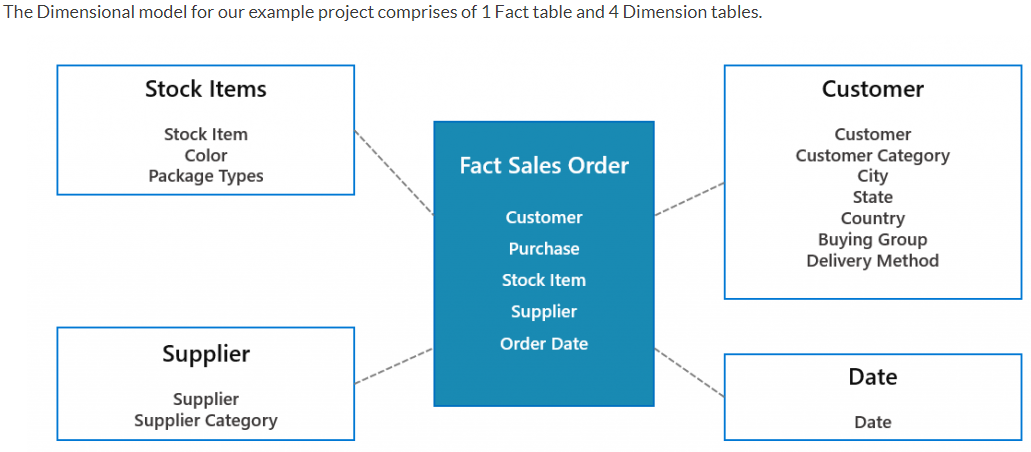 The Dimensional model for our example project comprises of 1 Fact table and 4 Dimension tables.
Stock Items
Stock Item
Color
Package Types
Supplier
Supplier
Supplier Category
Fact Sales Order
Customer
Purchase
Stock Item
Supplier
Order Date
Customer
Customer
Customer Category
City
State
Country
Buying Group
Delivery Method
Date
Date